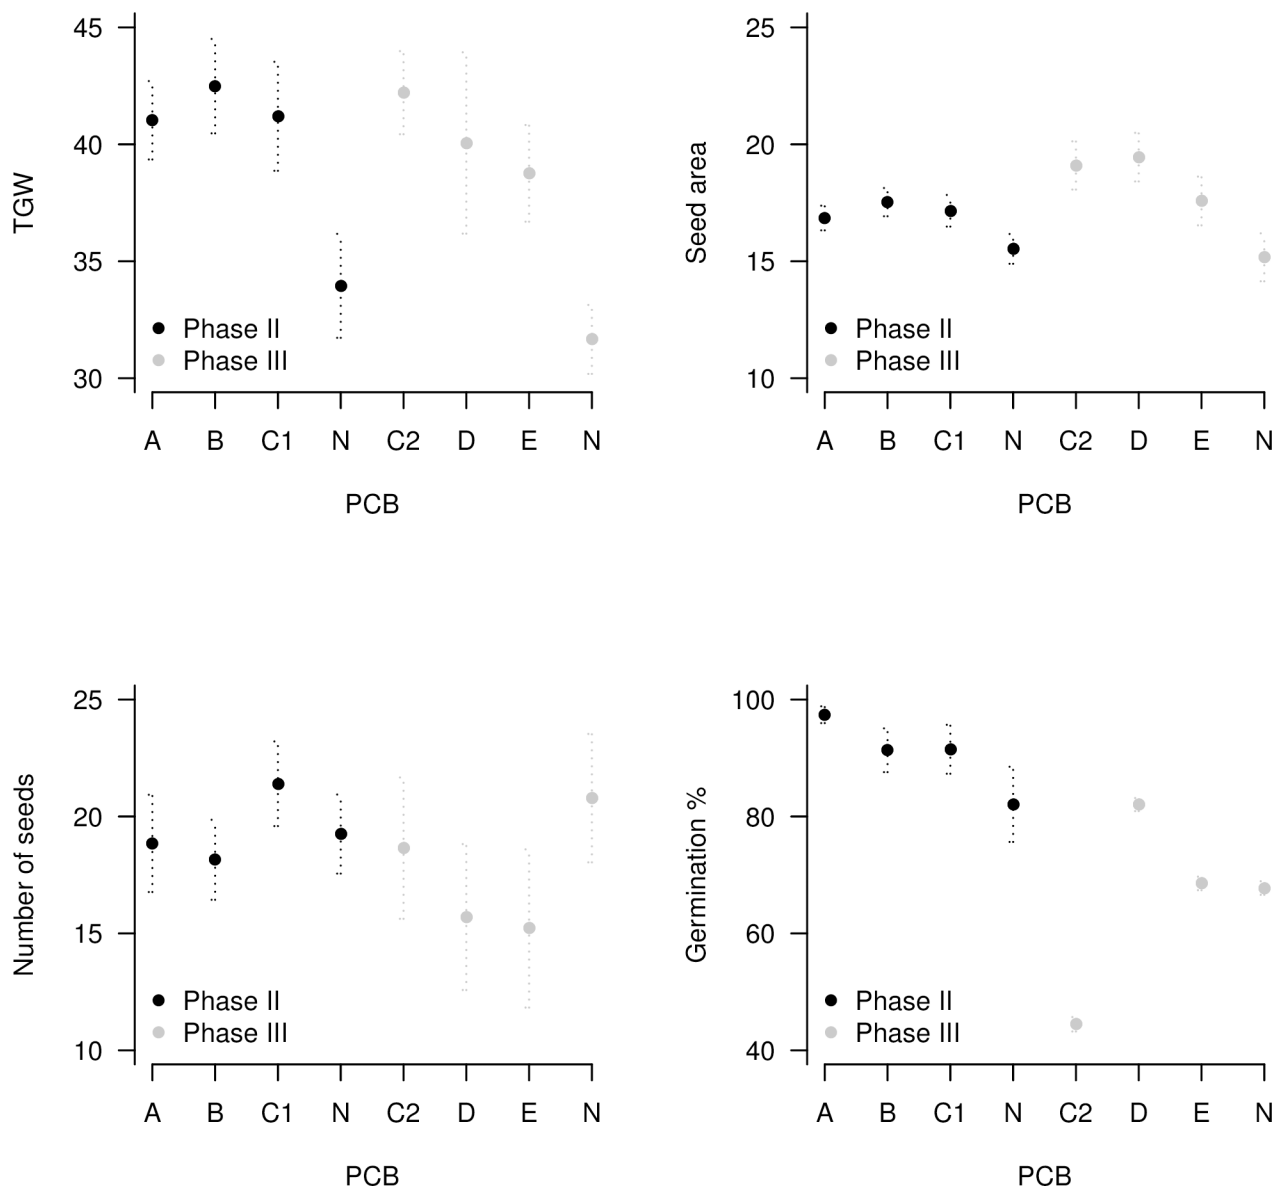 TGW
45
40
35
30
Phase II
Phase III
A B C1 N C2 D E N
PCB
Seed area
25
20
15
10
Phase II
Phase III
A B C1 N C2 D E N
PCB
Number of seeds
25
20
15
10
Phase II
Phase III
A B C1 N C2 D E N
PCB
Germination %
100
80
60
40
Phase II
Phase III
A B C1 N C2 D E N
PCB